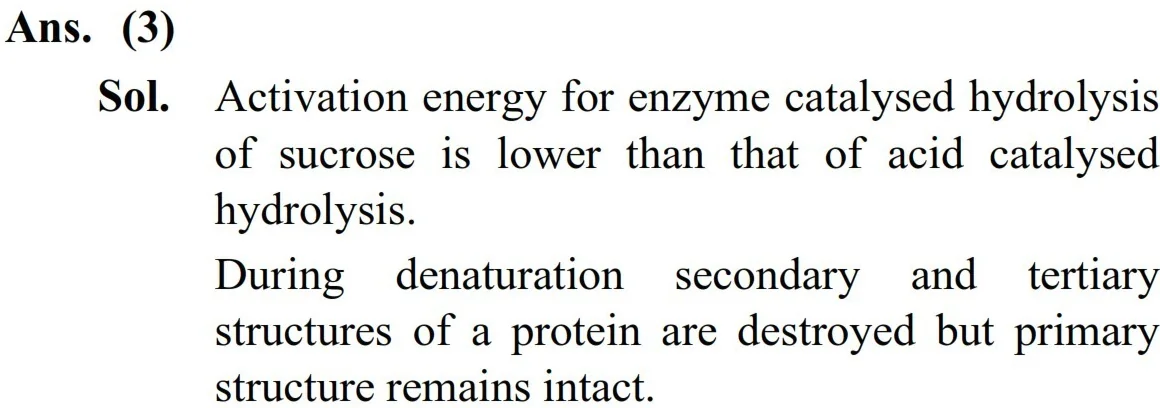 Ans. (3)
Sol. Activation energy for enzyme catalysed hydrolysis
of sucrose is lower than that of acid catalysed
hydrolysis.
During denaturation secondary and tertiary
structures of a protein are destroyed but primary
structure remains intact.